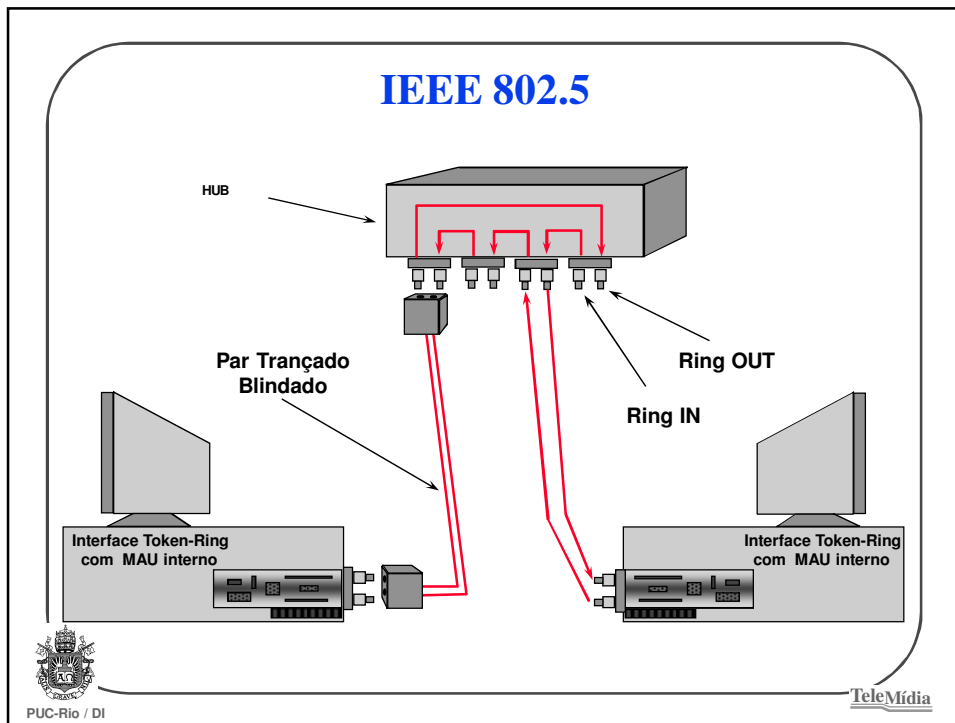 IEEE 802.5
HUB
Par Trançado
Blindado
Ring OUT
Ring IN
Interface Token-Ring
com MAU interno
Interface Token-Ring
com MAU interno
PUC-Rio / DI
TeleMídia